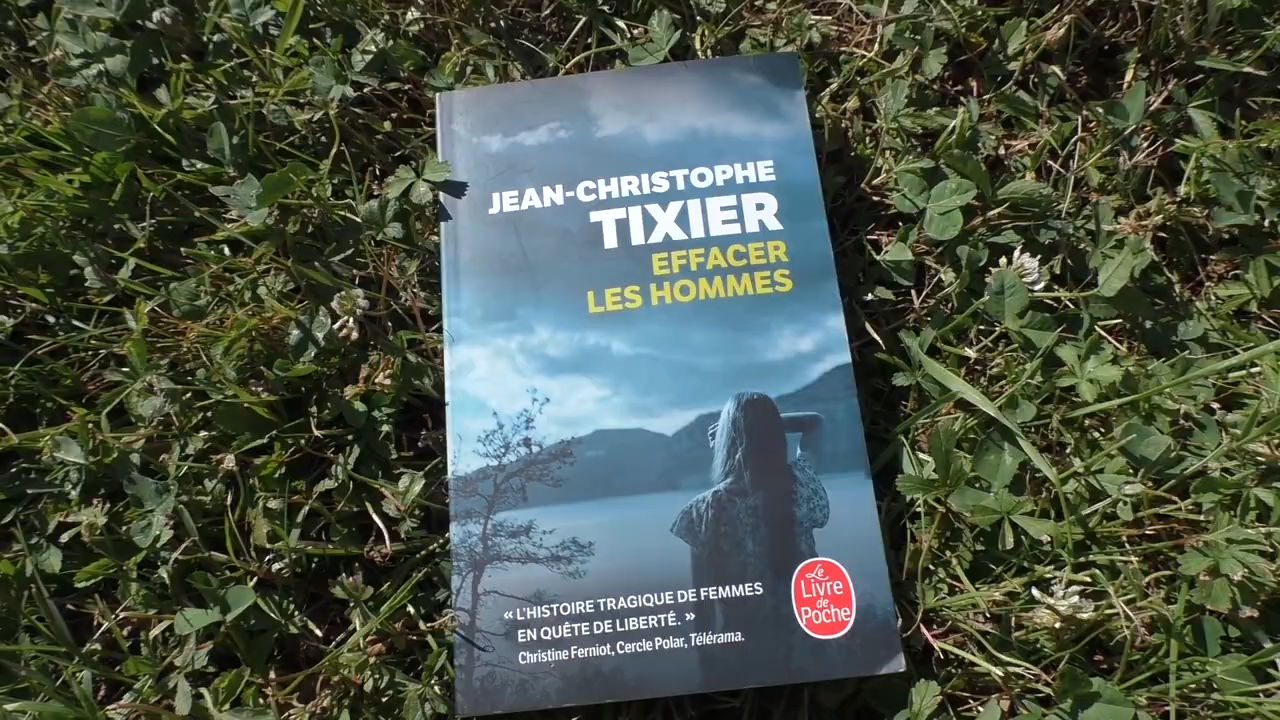 JEAN-CHRISTOPHE
TIXIER
EFFACER
LES HOMMES
« L'HISTOIRE TRAGIQUE DE FEMMES
EN QUÊTE DE LIBERTÉ. »
Christine Ferniot, Cercle Polar, Télérama.
Le
Livre
de
Poche